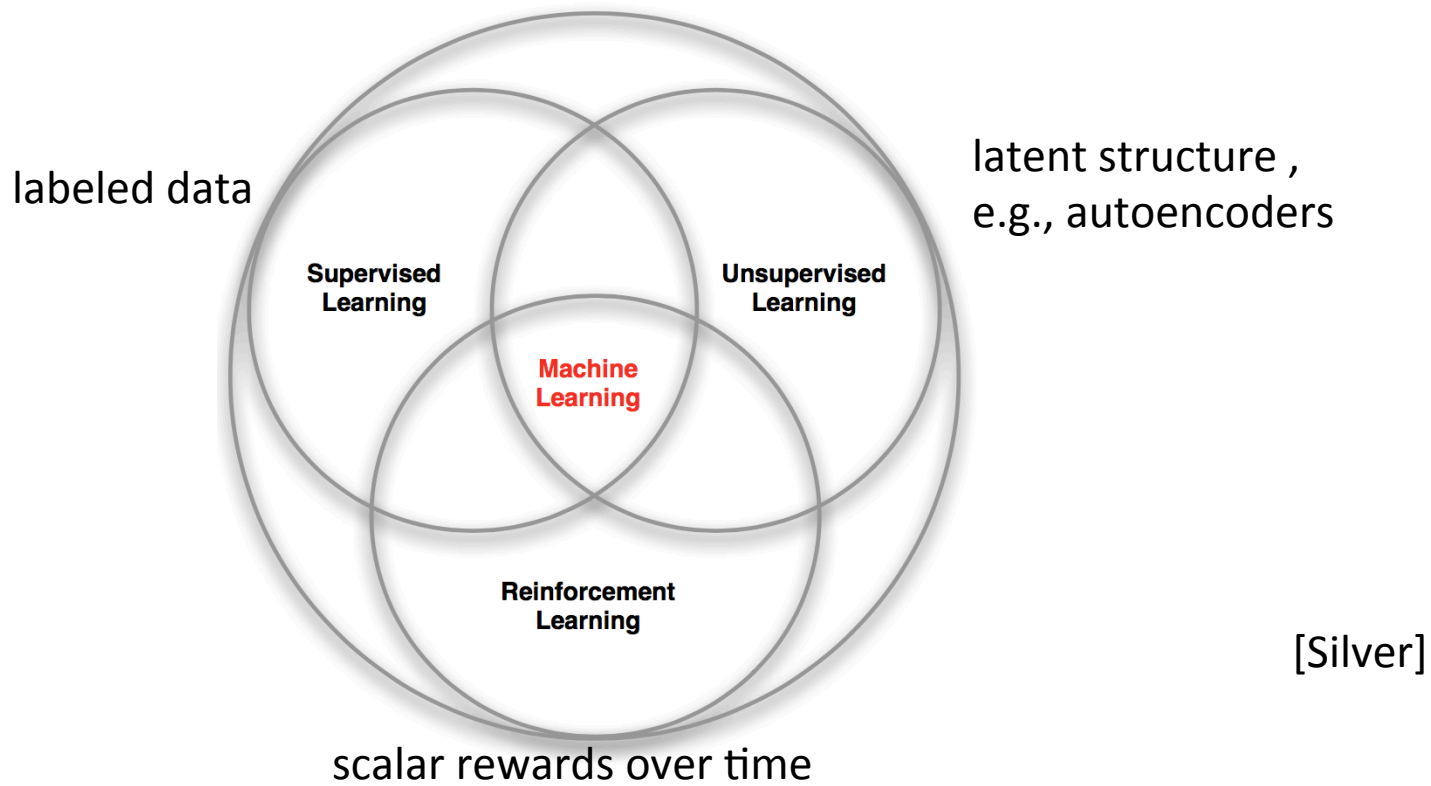 labeled data
latent structure ,
e.g., autoencoders
Supervised
Learning
Unsupervised
Learning
Machine
Learning
Reinforcement
Learning
[Silver]
scalar rewards over time